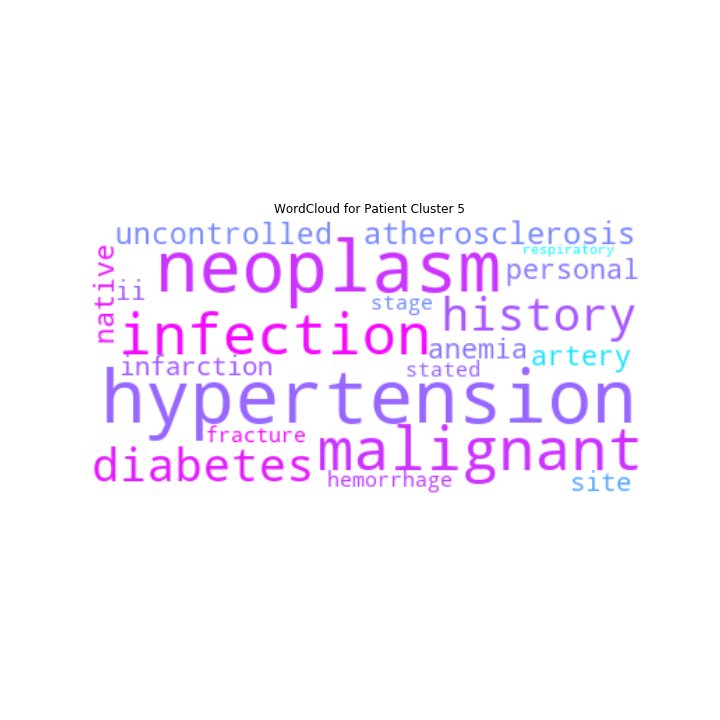 WordCloud for Patient Cluster 5
uncontrolled atherosclerosis
respiratory
native
neoplasm
personal
ii
stage
history
infection
anemia
artery
infarction
stated
hypertension
fracture
malignant
diabetes
hemorrhage
site